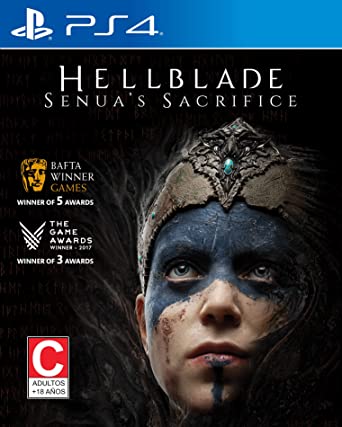 PS4
HELLBLADE
SENUA'S SACRIFICE
BAFTA
WINNER
GAMES
WINNER OF 5 AWARDS
THE
GAME
AWARDS
WINNER - 2017
WINNER OF 3 AWARDS
C
ADULTOS
+18 AÑOS